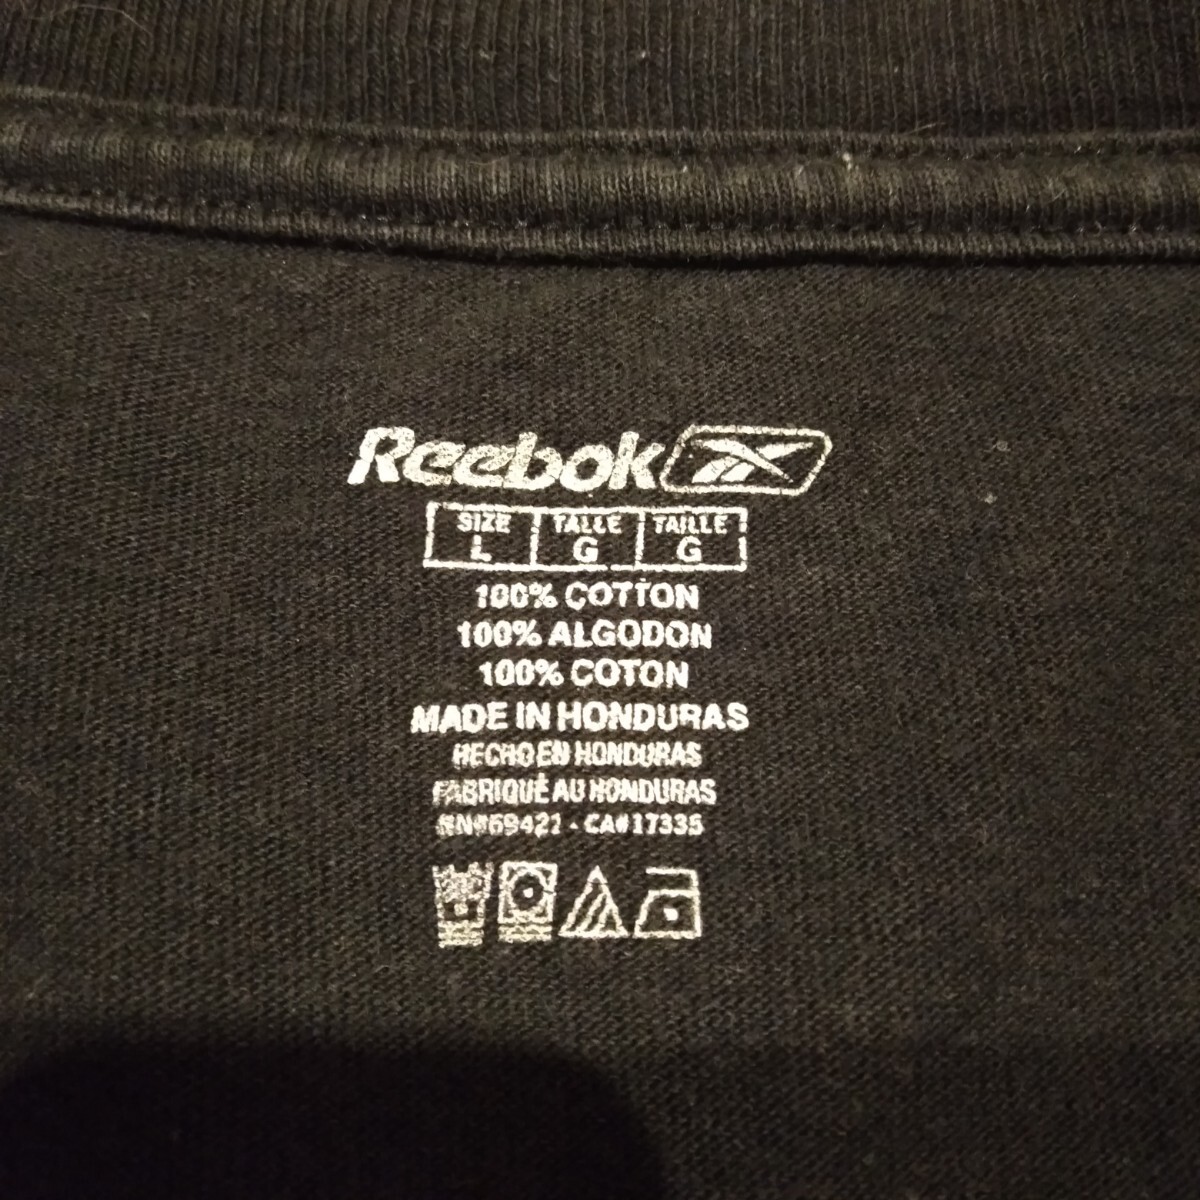 Reebok
SIZE TALLE TAILLE
L G G
100% COTTON
100% ALGODON
100% COTON
MADE IN HONDURAS
HECHO EN HONDURAS
FABRIQUÉ AU HONDURAS
RN#69421 - CA#17335